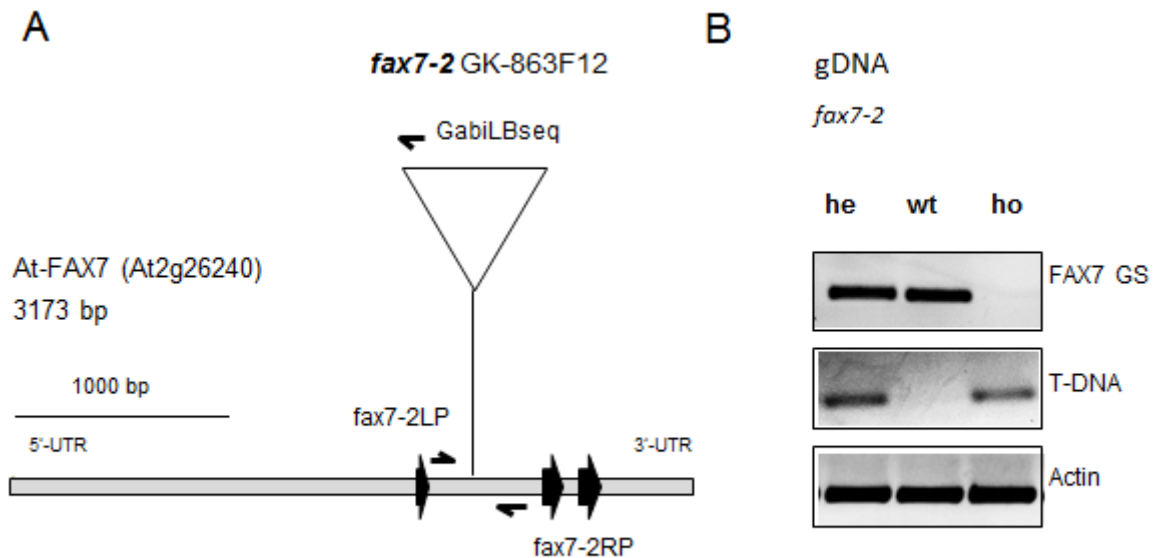 A
fax7-2 GK-863F12
GabiLBseq
At-FAX7 (At2g26240)
3173 bp
1000 bp
fax7-2LP
5'-UTR
3'-UTR
fax7-2RP
B
gDNA
fax7-2
he wt ho
FAX7 GS
T-DNA
Actin